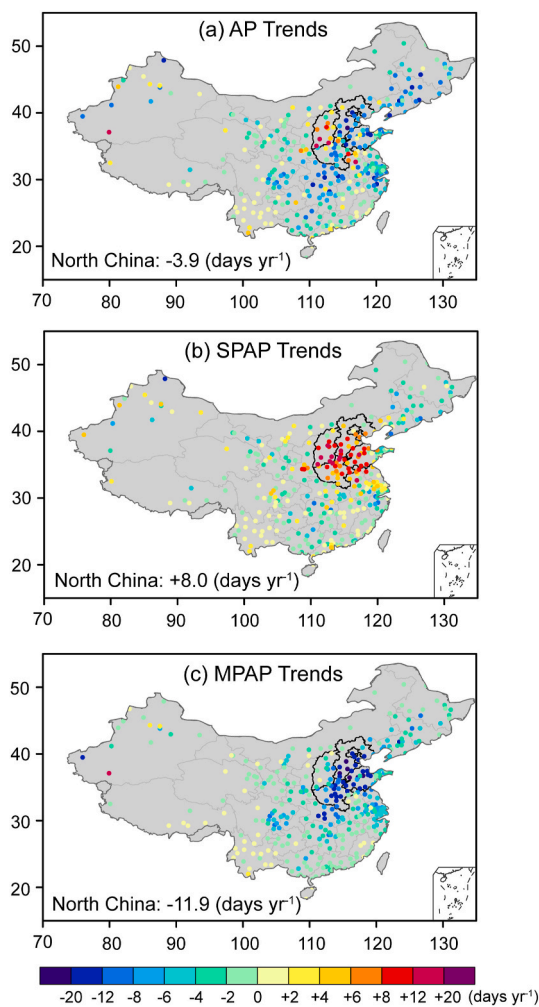 (a) AP Trends
50
40
30
20
North China: -3.9 (days yr⁻¹)
70 80 90 100 110 120 130
(b) SPAP Trends
50
40
30
20
North China: +8.0 (days yr⁻¹)
70 80 90 100 110 120 130
(c) MPAP Trends
50
40
30
20
North China: -11.9 (days yr⁻¹)
70 80 90 100 110 120 130
-20 -12 -8 -6 -4 -2 0 +2 +4 +6 +8 +12 +20 (days yr⁻¹)